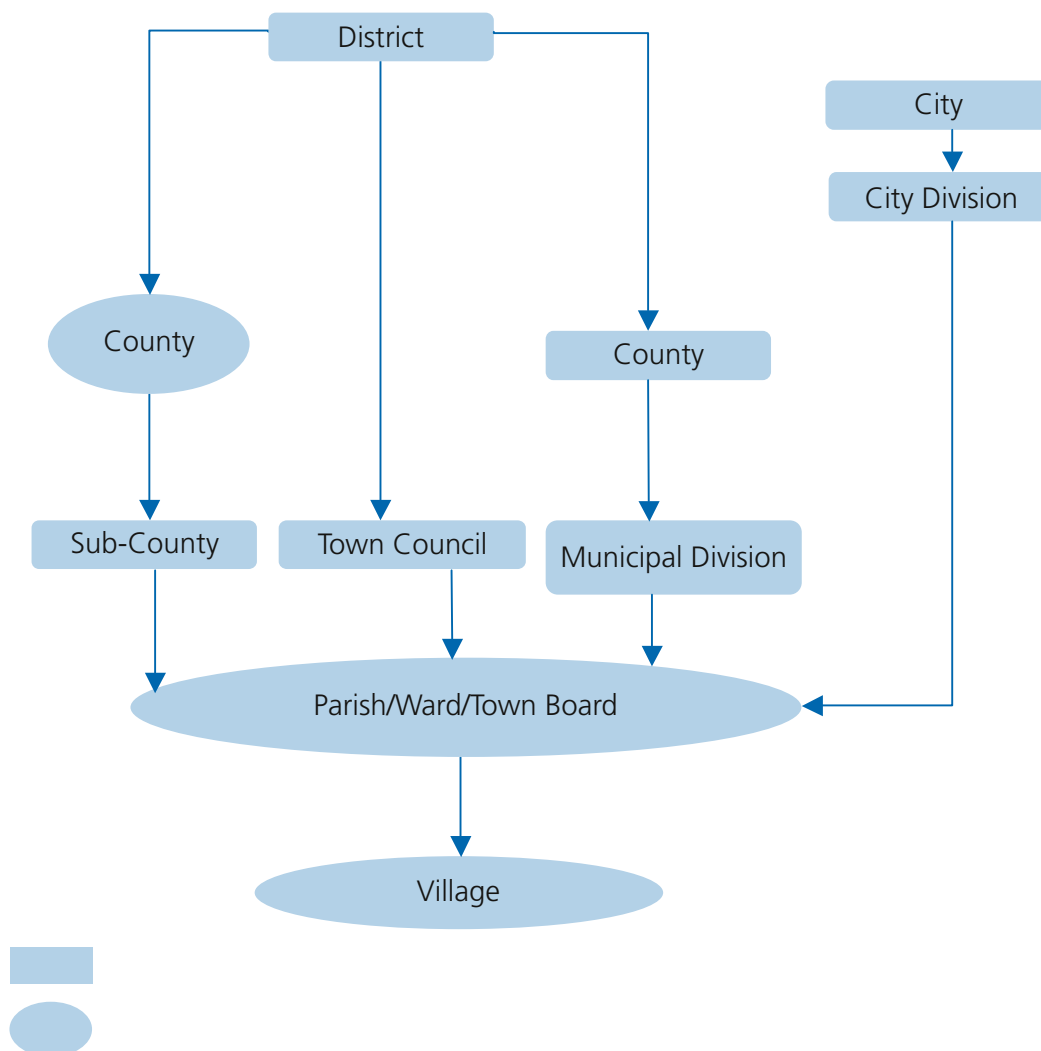 District
City
City Division
County
County
Sub-County
Town Council
Municipal Division
Parish/Ward/Town Board
Village